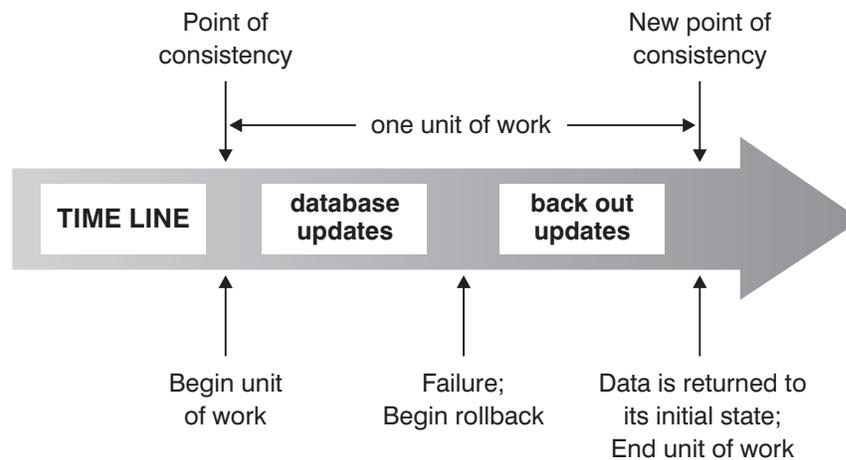 Point of
consistency
New point of
consistency
one unit of work
TIME LINE
database
updates
back out
updates
Begin unit
of work
Failure;
Begin rollback
Data is returned to
its initial state;
End unit of work